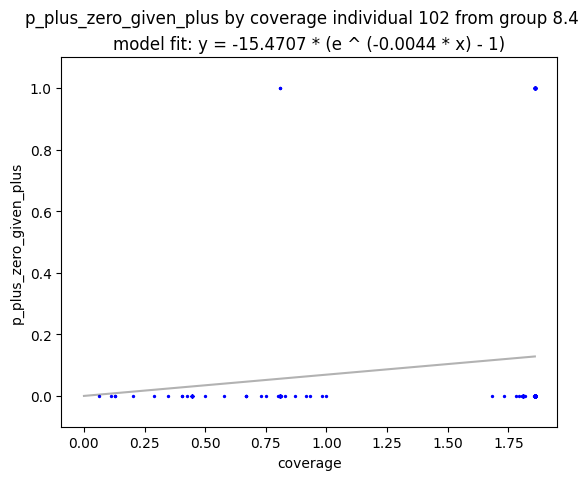 p_plus_zero_given_plus by coverage individual 102 from group 8.4
model fit: y = -15.4707 * (e ^ (-0.0044 * x) - 1)
1.0
0.8
0.6
0.4
0.2
0.0
p_plus_zero_given_plus
0.00 0.25 0.50 0.75 1.00 1.25 1.50 1.75
coverage